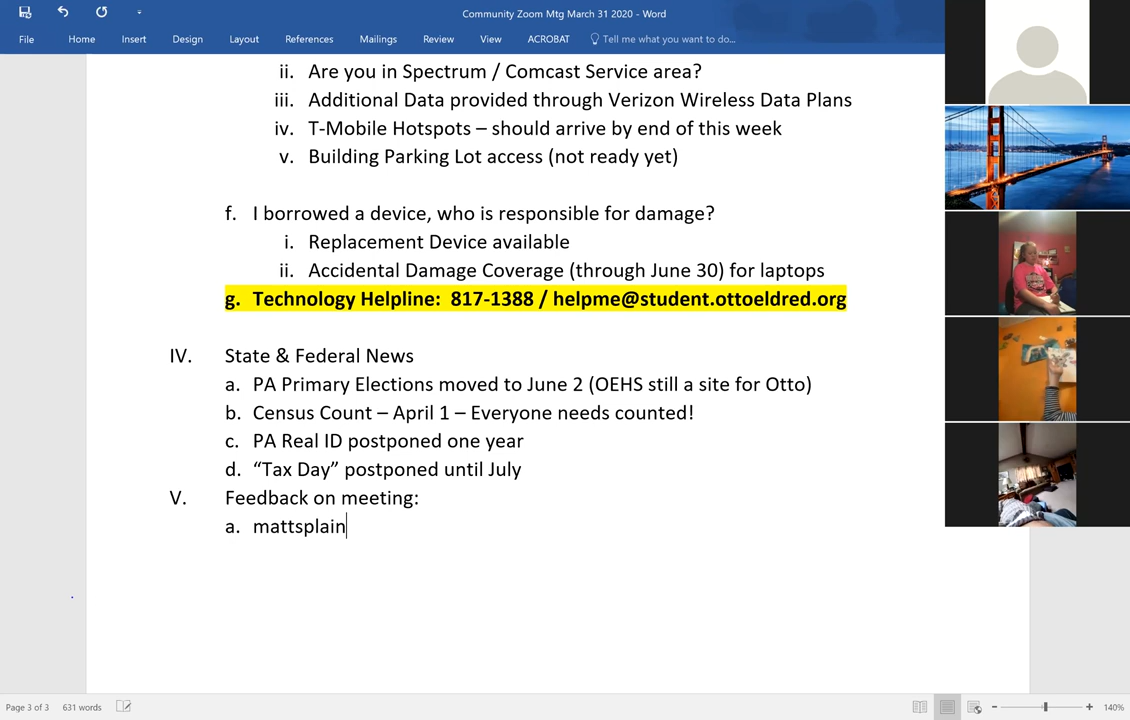 Community Zoom Mtg March 31 2020 - Word
File Home Insert Design Layout References Mailings Review View ACROBAT Tell me what you want to do...
ii. Are you in Spectrum / Comcast Service area?
iii. Additional Data provided through Verizon Wireless Data Plans
iv. T-Mobile Hotspots – should arrive by end of this week
v. Building Parking Lot access (not ready yet)
f. I borrowed a device, who is responsible for damage?
i. Replacement Device available
ii. Accidental Damage Coverage (through June 30) for laptops
g. Technology Helpline: 817-1388 / helpme@student.ottoeldred.org
IV. State & Federal News
a. PA Primary Elections moved to June 2 (OEHS still a site for Otto)
b. Census Count – April 1 – Everyone needs counted!
c. PA Real ID postponed one year
d. “Tax Day” postponed until July
V. Feedback on meeting:
a. mattsplain
Page 3 of 3 631 words 140%